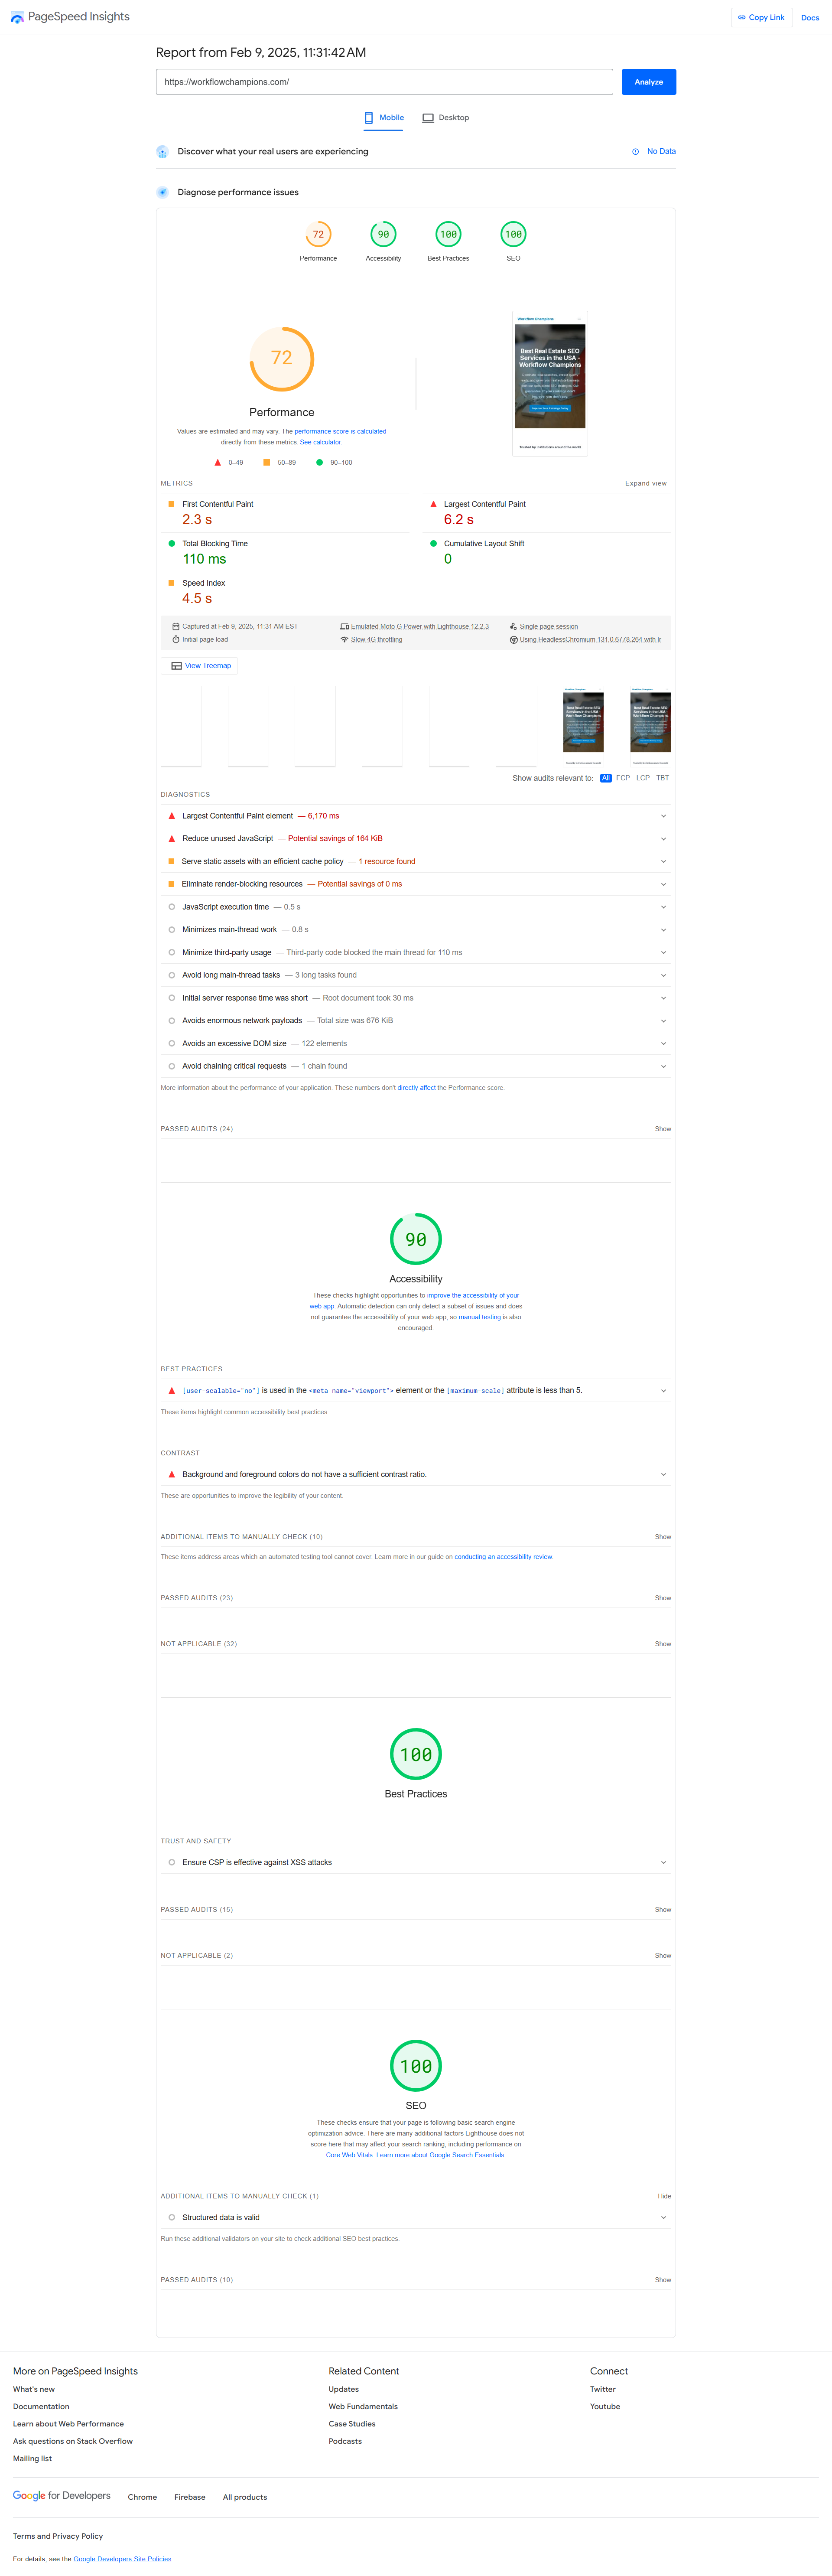 PageSpeed Insights
Copy Link
Docs
Report from Feb 9, 2025, 11:31:42 AM
https://workflowchampions.com/
Analyze
Mobile
Desktop
Discover what your real users are experiencing
No Data
Diagnose performance issues
72
90
100
100
Performance
Accessibility
Best Practices
SEO
72
Performance
Values are estimated and may vary. The performance score is calculated
directly from these metrics. See calculator.
0–49
50–89
90–100
Workflow Champions
Best Real Estate SEO
Services in the USA -
Workflow Champions
Trusted by institutions around the world
METRICS
Expand view
First Contentful Paint
2.3 s
Largest Contentful Paint
6.2 s
Total Blocking Time
110 ms
Cumulative Layout Shift
0
Speed Index
4.5 s
Captured at Feb 9, 2025, 11:31 AM EST
Emulated Moto G Power with Lighthouse 12.2.3
Single page session
Initial page load
Slow 4G throttling
Using HeadlessChromium 131.0.6778.264 with lr
View Treemap
Best Real Estate SEO
Services in the USA -
Workflow Champions
Best Real Estate SEO
Services in the USA -
Workflow Champions
Show audits relevant to: All FCP LCP TBT
DIAGNOSTICS
Largest Contentful Paint element — 6,170 ms
Reduce unused JavaScript — Potential savings of 164 KiB
Serve static assets with an efficient cache policy — 1 resource found
Eliminate render-blocking resources — Potential savings of 0 ms
JavaScript execution time — 0.5 s
Minimizes main-thread work — 0.8 s
Minimize third-party usage — Third-party code blocked the main thread for 110 ms
Avoid long main-thread tasks — 3 long tasks found
Initial server response time was short — Root document took 30 ms
Avoids enormous network payloads — Total size was 676 KiB
Avoids an excessive DOM size — 122 elements
Avoid chaining critical requests — 1 chain found
More information about the performance of your application. These numbers don't directly affect the Performance score.
PASSED AUDITS (24)
Show
90
Accessibility
These checks highlight opportunities to improve the accessibility of your
web app. Automatic detection can only detect a subset of issues and does
not guarantee the accessibility of your web app, so manual testing is also
encouraged.
BEST PRACTICES
[user-scalable="no"] is used in the <meta name="viewport"> element or the [maximum-scale] attribute is less than 5.
These items highlight common accessibility best practices.
CONTRAST
Background and foreground colors do not have a sufficient contrast ratio.
These are opportunities to improve the legibility of your content.
ADDITIONAL ITEMS TO MANUALLY CHECK (10)
Show
These items address areas which an automated testing tool cannot cover. Learn more in our guide on conducting an accessibility review.
PASSED AUDITS (23)
Show
NOT APPLICABLE (32)
Show
100
Best Practices
TRUST AND SAFETY
Ensure CSP is effective against XSS attacks
PASSED AUDITS (15)
Show
NOT APPLICABLE (2)
Show
100
SEO
These checks ensure that your page is following basic search engine
optimization advice. There are many additional factors Lighthouse does not
score here that may affect your search ranking, including performance on
Core Web Vitals. Learn more about Google Search Essentials.
ADDITIONAL ITEMS TO MANUALLY CHECK (1)
Hide
Structured data is valid
Run these additional validators on your site to check additional SEO best practices.
PASSED AUDITS (10)
Show
More on PageSpeed Insights
What's new
Documentation
Learn about Web Performance
Ask questions on Stack Overflow
Mailing list
Related Content
Updates
Web Fundamentals
Case Studies
Podcasts
Connect
Twitter
Youtube
Google for Developers
Chrome
Firebase
All products
Terms and Privacy Policy
For details, see the Google Developers Site Policies.